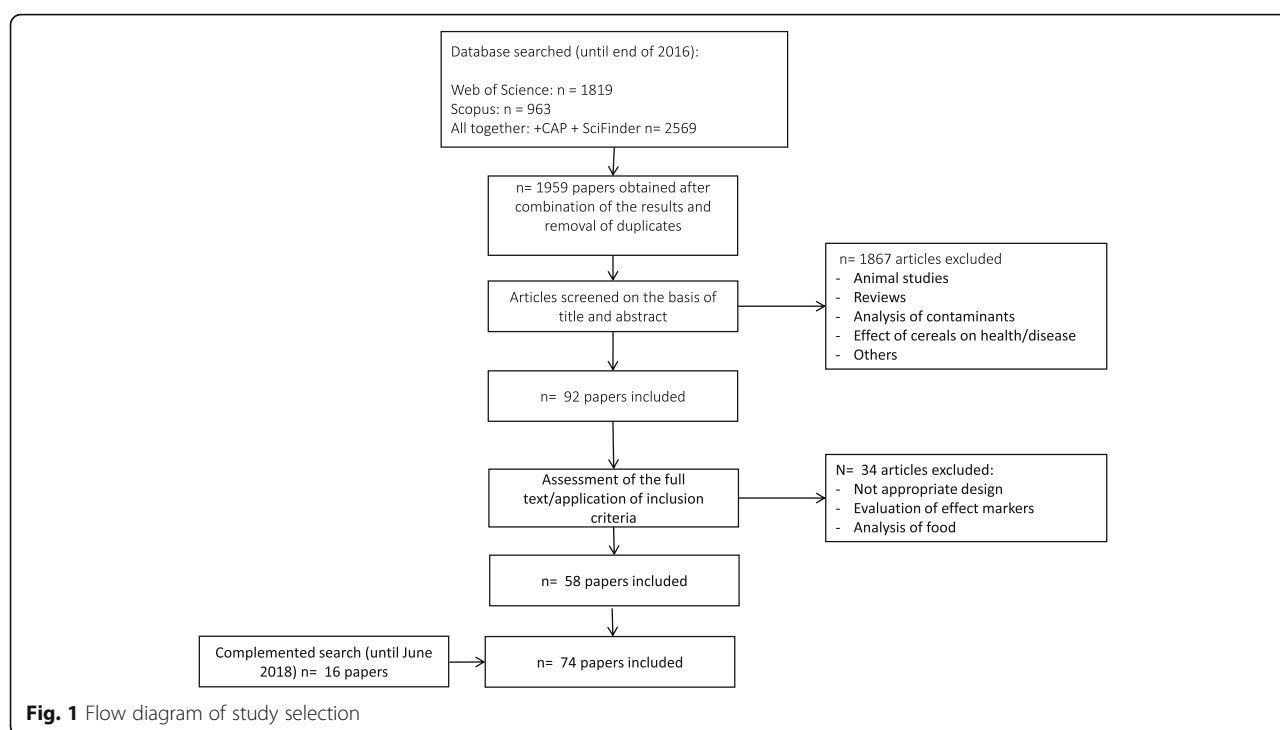 Database searched (until end of 2016):
Web of Science: n = 1819
Scopus: n = 963
All together: +CAP + SciFinder n= 2569
n= 1959 papers obtained after
combination of the results and
removal of duplicates
Articles screened on the basis of
title and abstract
n= 1867 articles excluded
- Animal studies
- Reviews
- Analysis of contaminants
- Effect of cereals on health/disease
- Others
n= 92 papers included
Assessment of the full
text/application of inclusion
criteria
N= 34 articles excluded:
- Not appropriate design
- Evaluation of effect markers
- Analysis of food
n= 58 papers included
Complemented search (until June
2018) n= 16 papers
n= 74 papers included
Fig. 1 Flow diagram of study selection